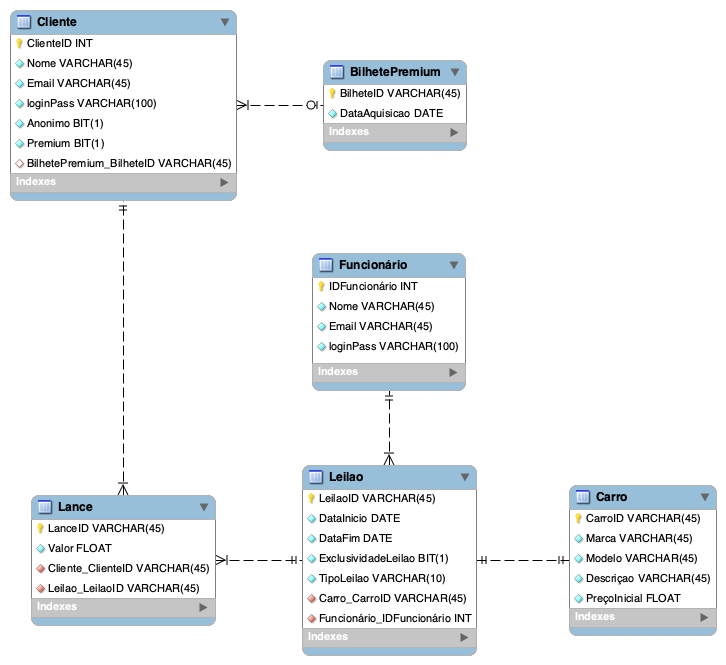 Cliente
ClienteID INT
Nome VARCHAR(45)
Email VARCHAR(45)
loginPass VARCHAR(100)
Anonimo BIT(1)
Premium BIT(1)
BilhetePremium_BilheteID VARCHAR(45)
Indexes
BilhetePremium
BilheteID VARCHAR(45)
DataAquisicao DATE
Indexes
Funcionário
IDFuncionário INT
Nome VARCHAR(45)
Email VARCHAR(45)
loginPass VARCHAR(100)
Indexes
Lance
LanceID VARCHAR(45)
Valor FLOAT
Cliente_ClienteID VARCHAR(45)
Leilao_LeilaoID VARCHAR(45)
Indexes
Leilao
LeilaoID VARCHAR(45)
DataInicio DATE
DataFim DATE
ExclusividadeLeilao BIT(1)
TipoLeilao VARCHAR(10)
Carro_CarroID VARCHAR(45)
Funcionário_IDFuncionário INT
Indexes
Carro
CarroID VARCHAR(45)
Marca VARCHAR(45)
Modelo VARCHAR(45)
Descriçao VARCHAR(45)
PreçoInicial FLOAT
Indexes